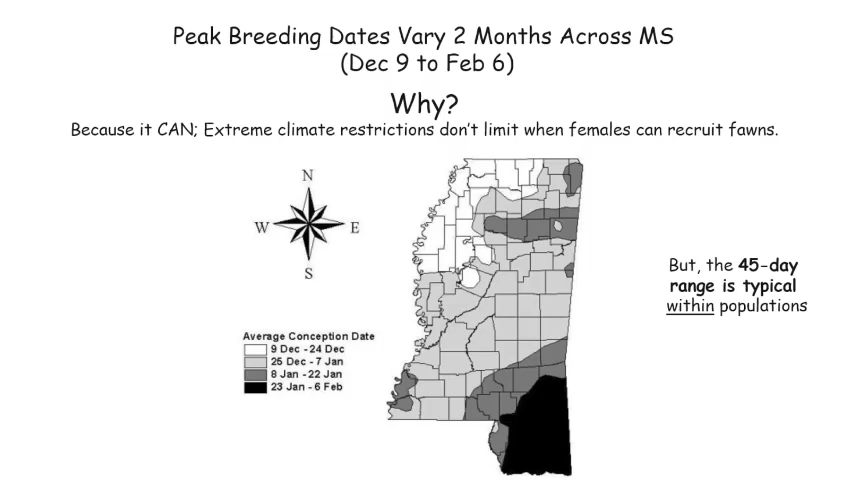 Peak Breeding Dates Vary 2 Months Across MS
(Dec 9 to Feb 6)
Why?
Because it CAN; Extreme climate restrictions don't limit when females can recruit fawns.
N
W E
S
But, the 45-day
range is typical
within populations
Average Conception Date
9 Dec - 24 Dec
25 Dec - 7 Jan
8 Jan - 22 Jan
23 Jan - 6 Feb